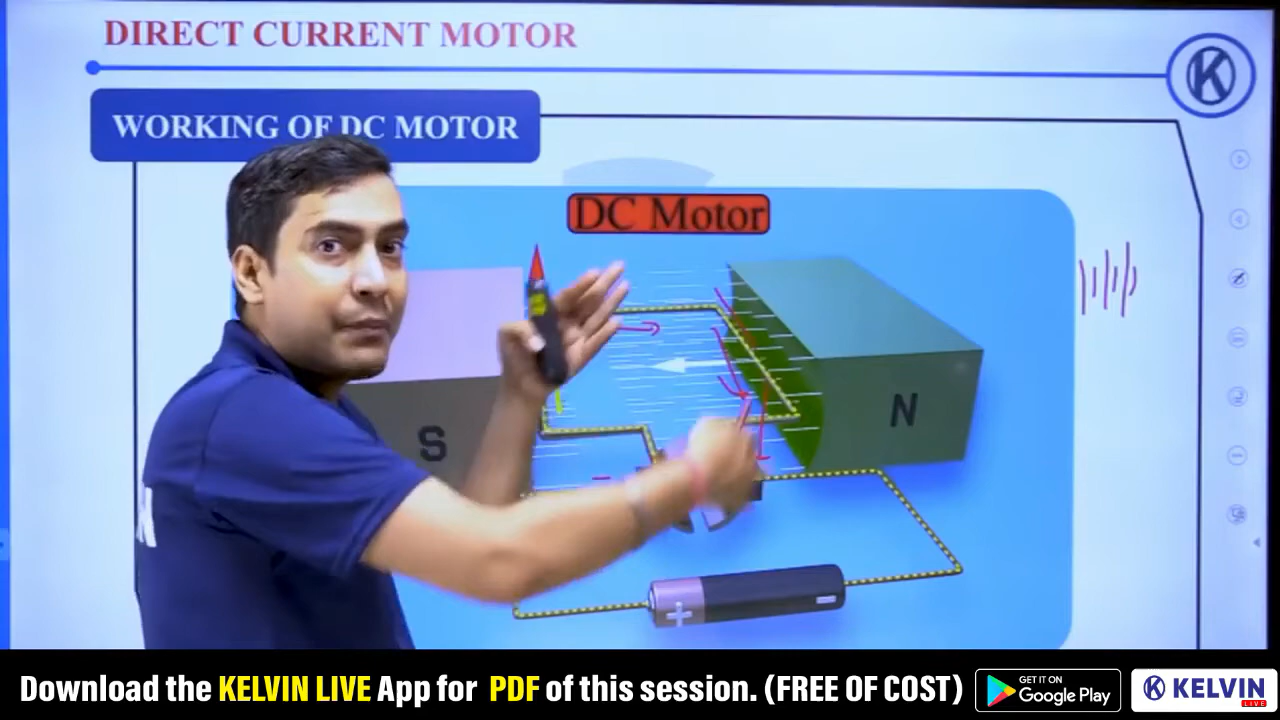 DIRECT CURRENT MOTOR
K
WORKING OF DC MOTOR
DC Motor
S
N
+
Download the KELVIN LIVE App for PDF of this session. (FREE OF COST)
GET IT ON
Google Play
K KELVIN
LIVE